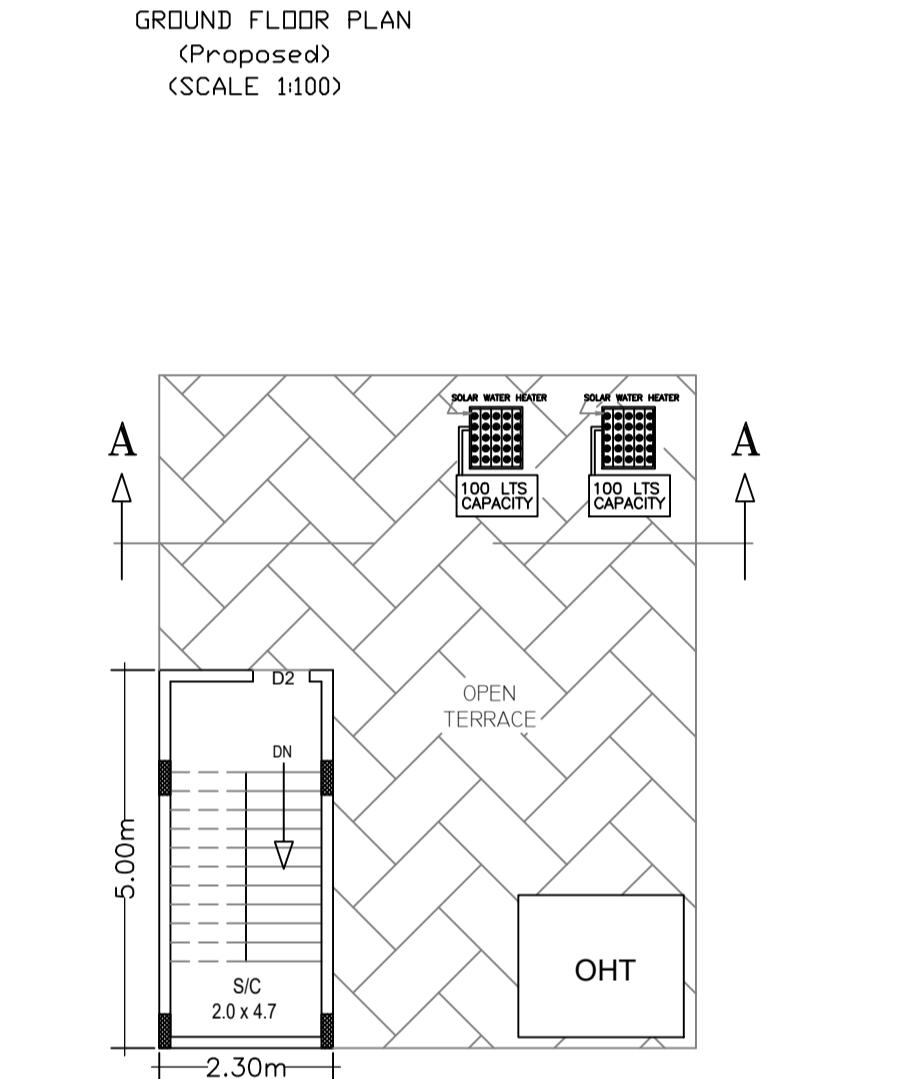 GROUND FLOOR PLAN
(Proposed)
(SCALE 1:100)
SOLAR WATER HEATER
SOLAR WATER HEATER
A
A
100 LTS
CAPACITY
100 LTS
CAPACITY
D2
OPEN
TERRACE
DN
5.00m
OHT
S/C
2.0 x 4.7
2.30m